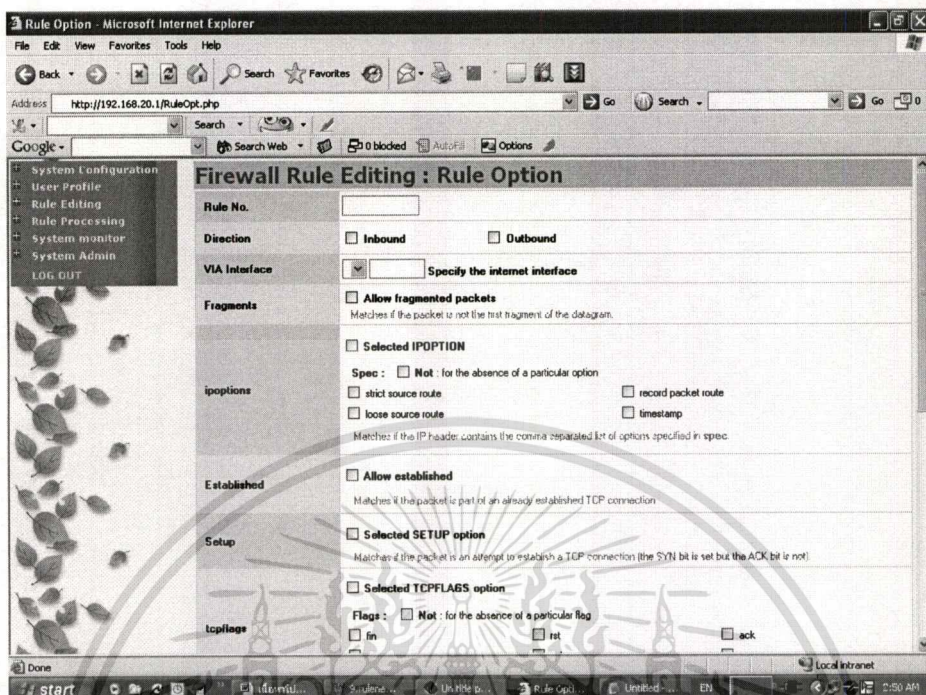 Rule Option - Microsoft Internet Explorer
File Edit View Favorites Tools Help
Back Search Favorites
Address http://192.168.20.1/RuleOpt.php Go Search Go 0
Search
Google Search Web 0 blocked AutoFill Options
System Configuration
User Profile
Rule Editing
Rule Processing
System monitor
System Admin
LOG OUT
Firewall Rule Editing : Rule Option
Rule No.
Direction Inbound Outbound
VIA Interface Specify the internet interface
Fragments Allow fragmented packets
Matches if the packet is not the first fragment of the datagram.
ipoptions
Selected IPOPTION
Spec : Not : for the absence of a particular option
strict source route record packet route
loose source route timestamp
Matches if the IP header contains the comma separated list of options specified in spec.
Established Allow established
Matches if the packet is part of an already established TCP connection
Setup Selected SETUP option
Matches if the packet is an attempt to establish a TCP connection (the SYN bit is set but the ACK bit is not).
tcpflags
Selected TCPFLAGS option
Flags : Not : for the absence of a particular flag
fin rst ack
Done Local intranet
start Rule Opti... Untitled - ... EN 2:50 AM